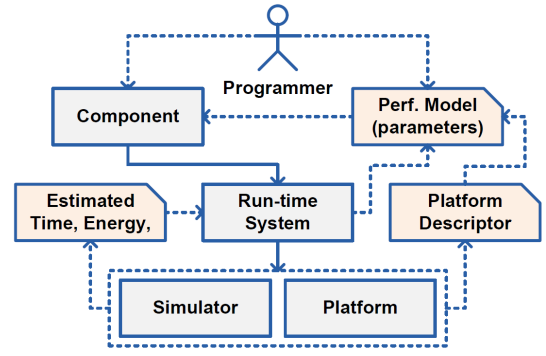 Programmer
Component
Perf. Model
(parameters)
Estimated
Time, Energy,
Run-time
System
Platform
Descriptor
Simulator
Platform